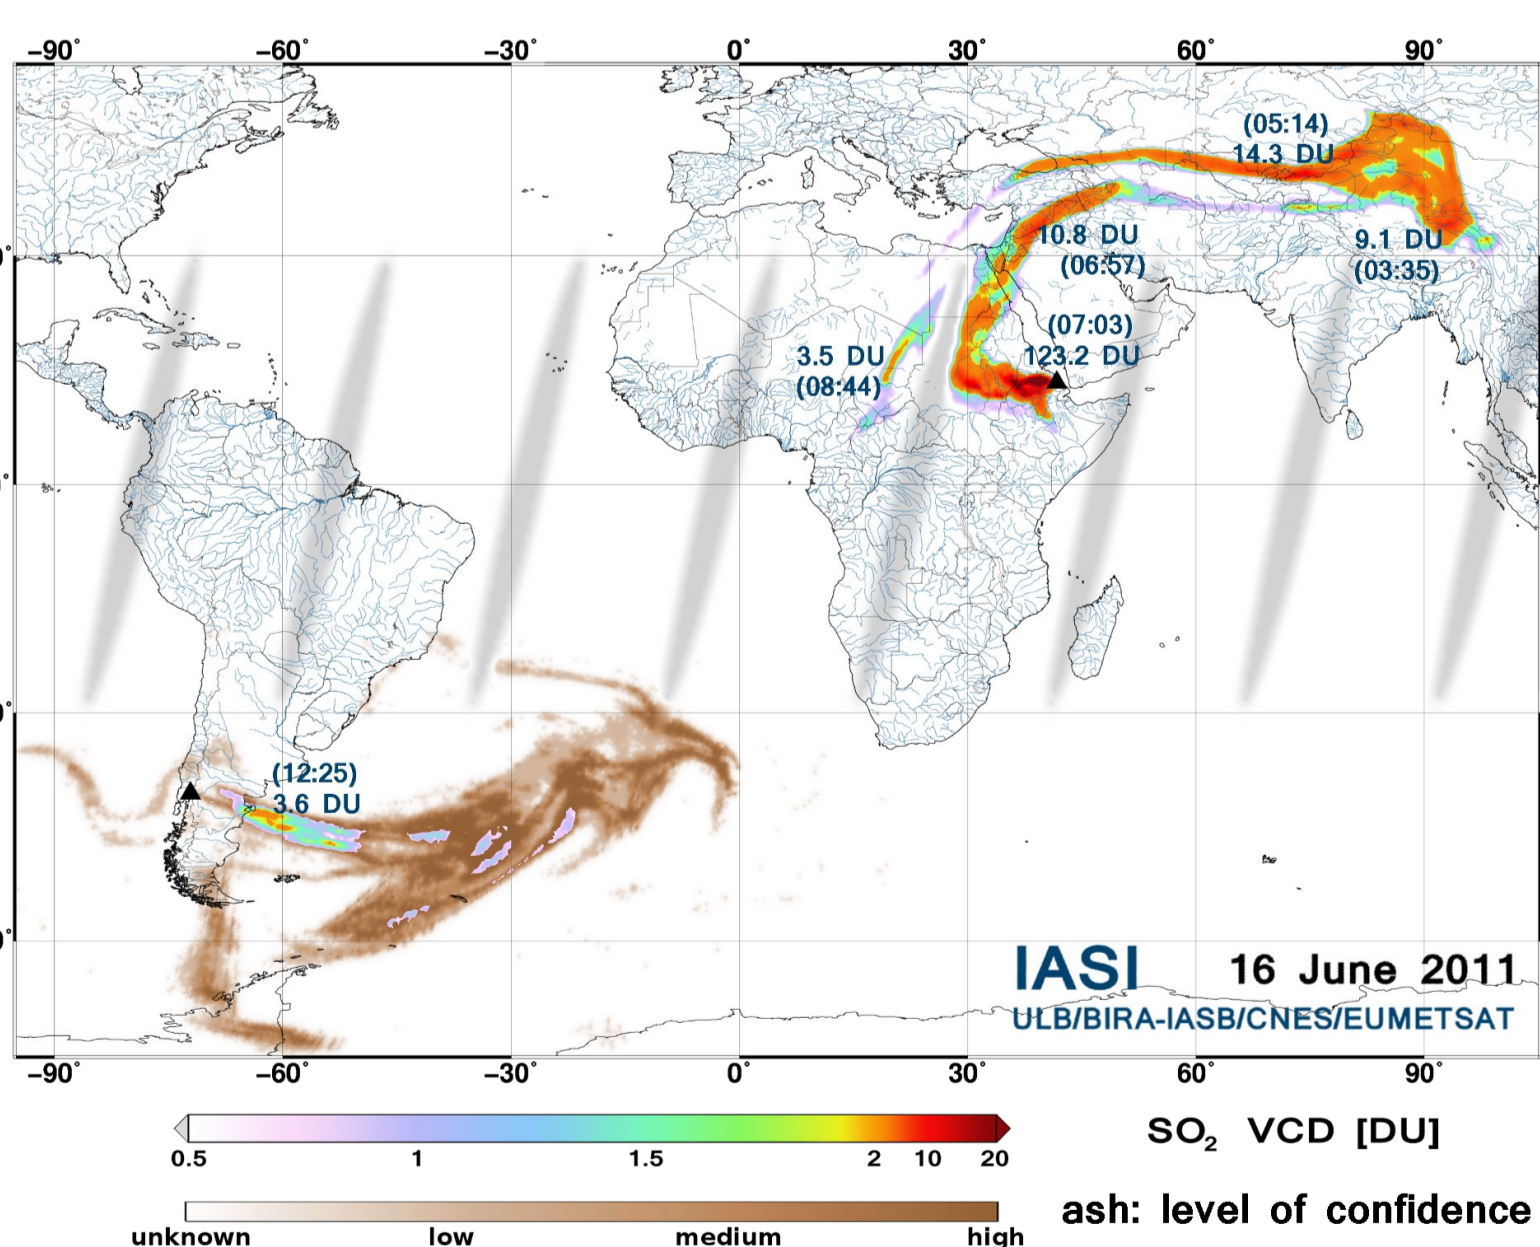 −90° −60° −30° 0° 30° 60° 90°
(05:14)
14.3 DU
10.8 DU
(06:57)
9.1 DU
(03:35)
(07:03)
123.2 DU
3.5 DU
(08:44)
0°
°
0°
0°
(12:25)
3.6 DU
IASI 16 June 2011
ULB/BIRA-IASB/CNES/EUMETSAT
−90° −60° −30° 0° 30° 60° 90°
SO₂ VCD [DU]
0.5 1 1.5 2 10 20
ash: level of confidence
unknown low medium high